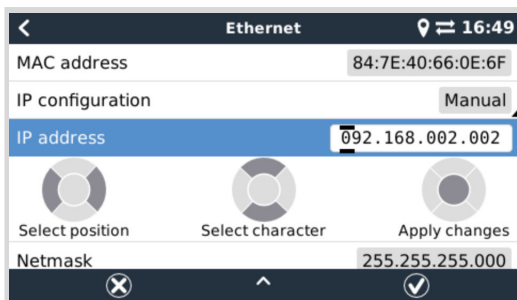 Ethernet 16:49
MAC address 84:7E:40:66:0E:6F
IP configuration Manual
IP address 092.168.002.002
Select position Select character Apply changes
Netmask 255.255.255.000